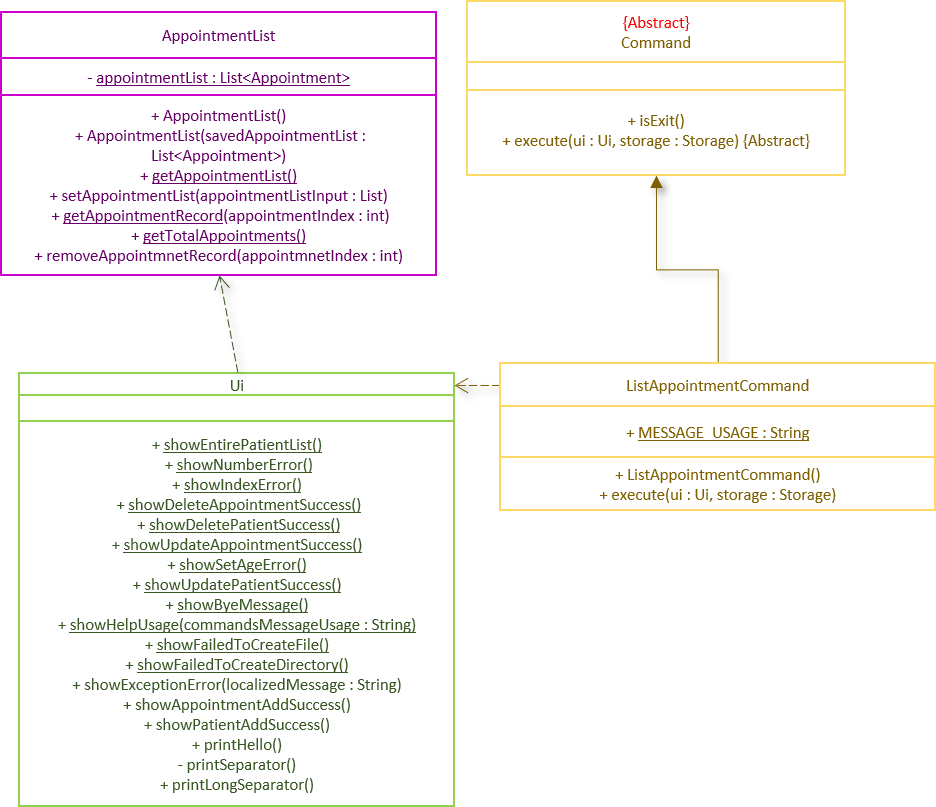 AppointmentList
- appointmentList : List<Appointment>
+ AppointmentList()
+ AppointmentList(savedAppointmentList :
List<Appointment>)
+ getAppointmentList()
+ setAppointmentList(appointmentListInput : List)
+ getAppointmentRecord(appointmentIndex : int)
+ getTotalAppointments()
+ removeAppointmnetRecord(appointmnetIndex : int)
{Abstract}
Command
+ isExit()
+ execute(ui : Ui, storage : Storage) {Abstract}
Ui
+ showEntirePatientList()
+ showNumberError()
+ showIndexError()
+ showDeleteAppointmentSuccess()
+ showDeletePatientSuccess()
+ showUpdateAppointmentSuccess()
+ showSetAgeError()
+ showUpdatePatientSuccess()
+ showByeMessage()
+ showHelpUsage(commandsMessageUsage : String)
+ showFailedToCreateFile()
+ showFailedToCreateDirectory()
+ showExceptionError(localizedMessage : String)
+ showAppointmentAddSuccess()
+ showPatientAddSuccess()
+ printHello()
- printSeparator()
+ printLongSeparator()
ListAppointmentCommand
+ MESSAGE_USAGE : String
+ ListAppointmentCommand()
+ execute(ui : Ui, storage : Storage)